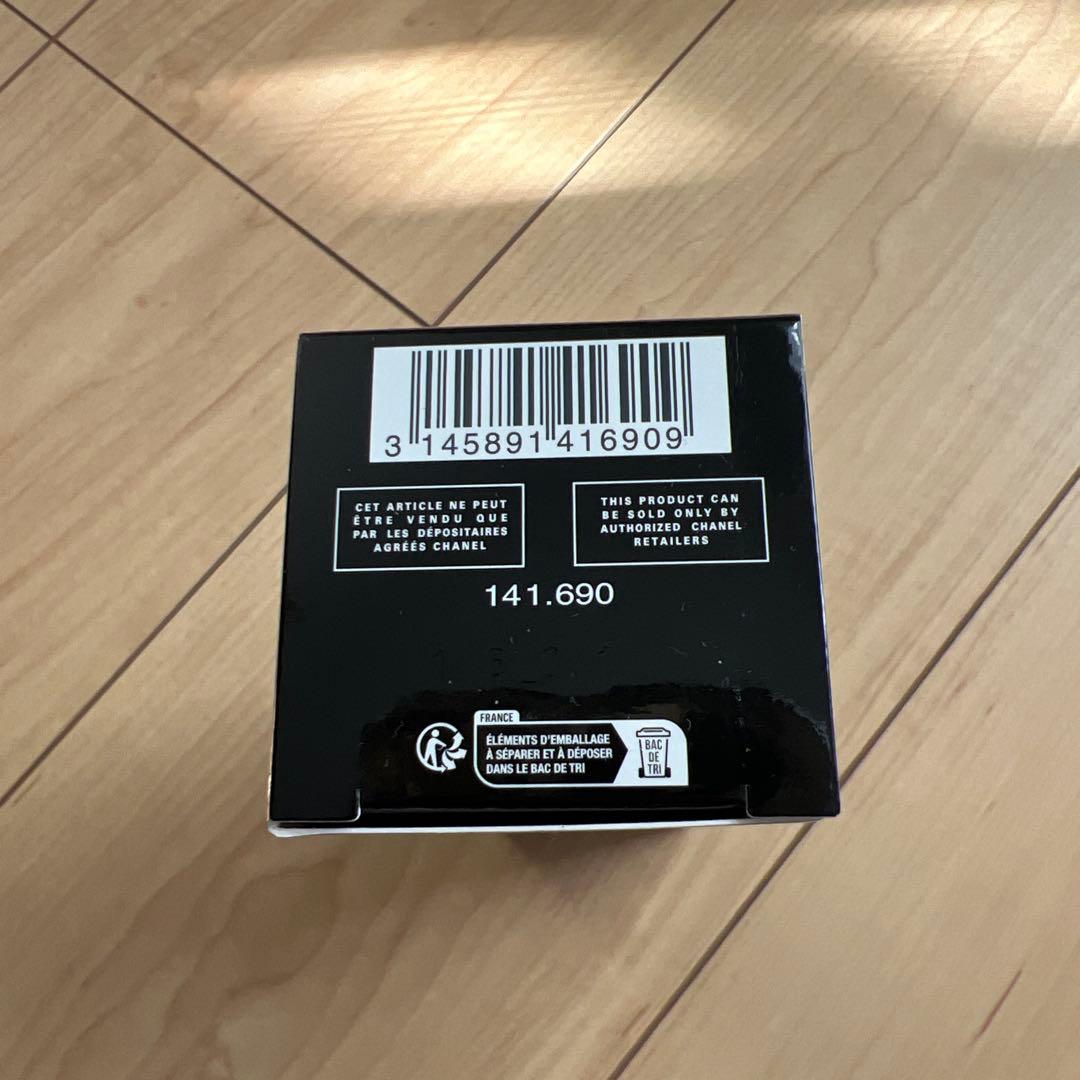 3 145891 416909
CET ARTICLE NE PEUT
ÊTRE VENDU QUE
PAR LES DÉPOSITAIRES
AGRÉÉS CHANEL
THIS PRODUCT CAN
BE SOLD ONLY BY
AUTHORIZED CHANEL
RETAILERS
141.690
FRANCE
ÉLÉMENTS D'EMBALLAGE
À SÉPARER ET À DÉPOSER
DANS LE BAC DE TRI
BAC
DE
TRI